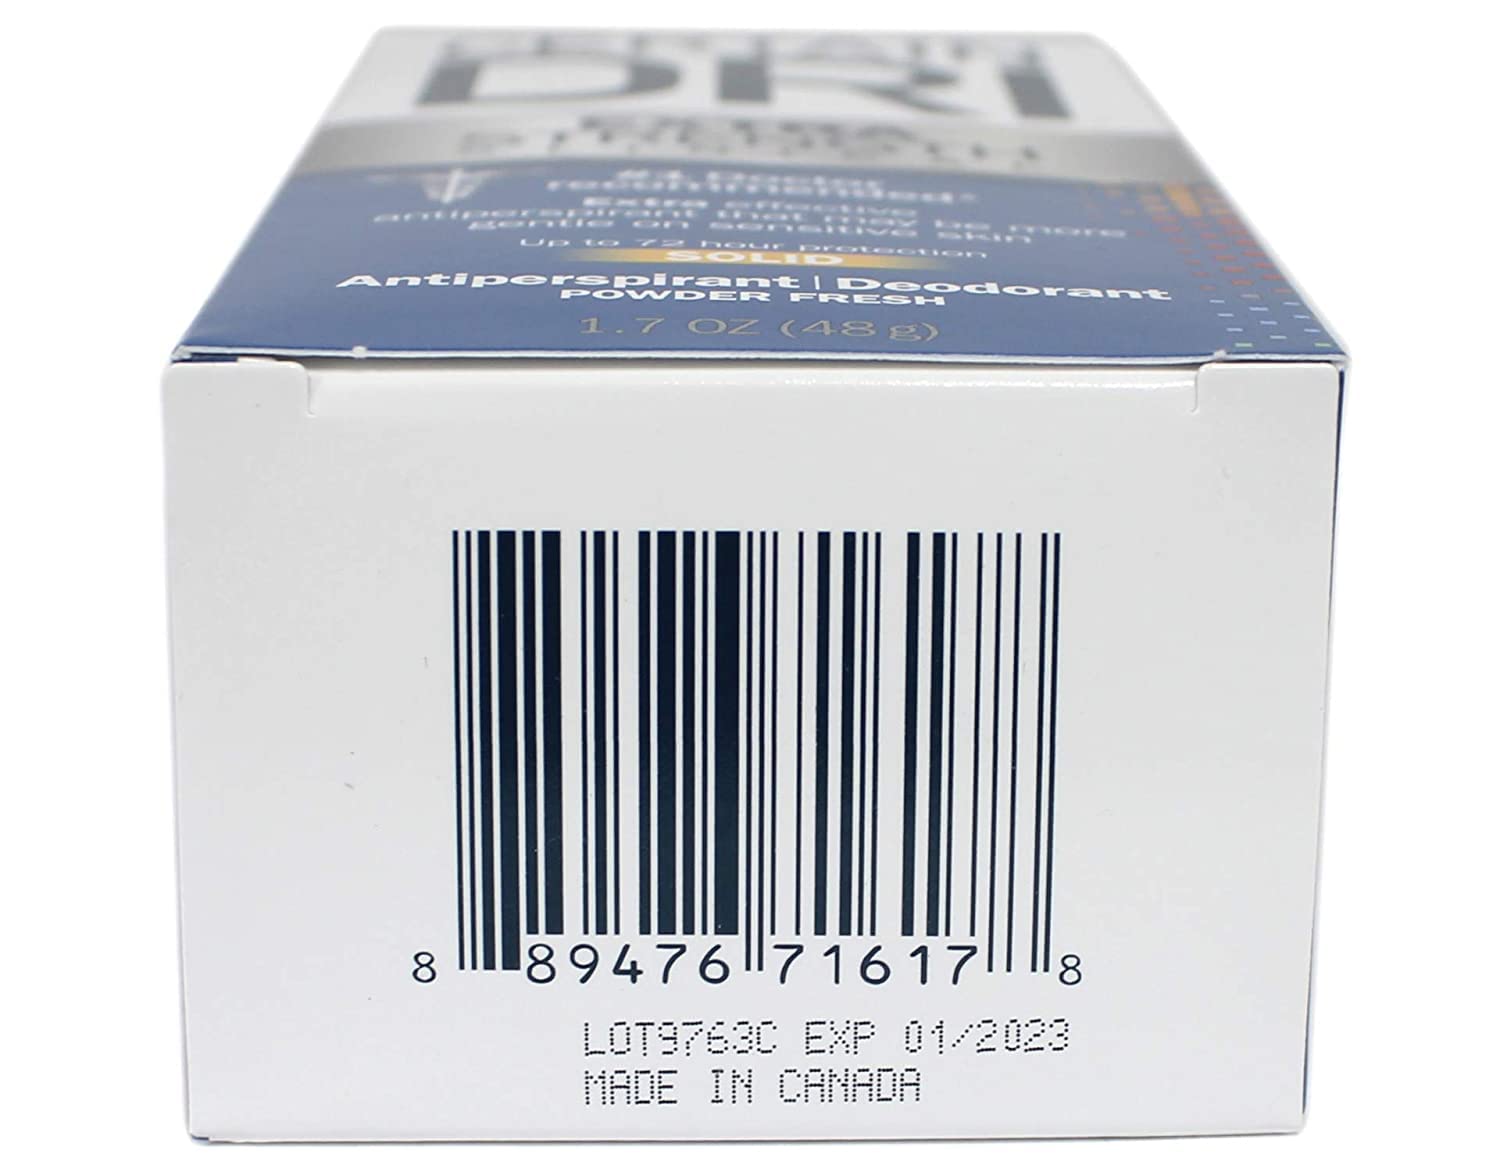 DRI
EXTRA
STRENGTH
#1 Doctor
recommended*
Extra effective
antiperspirant that may be more
gentle on sensitive skin
Up to 72 hour protection
SOLID
Antiperspirant | Deodorant
POWDER FRESH
1.7 OZ (48 g)
8 89476 71617 8
LOT9763C EXP 01/2023
MADE IN CANADA